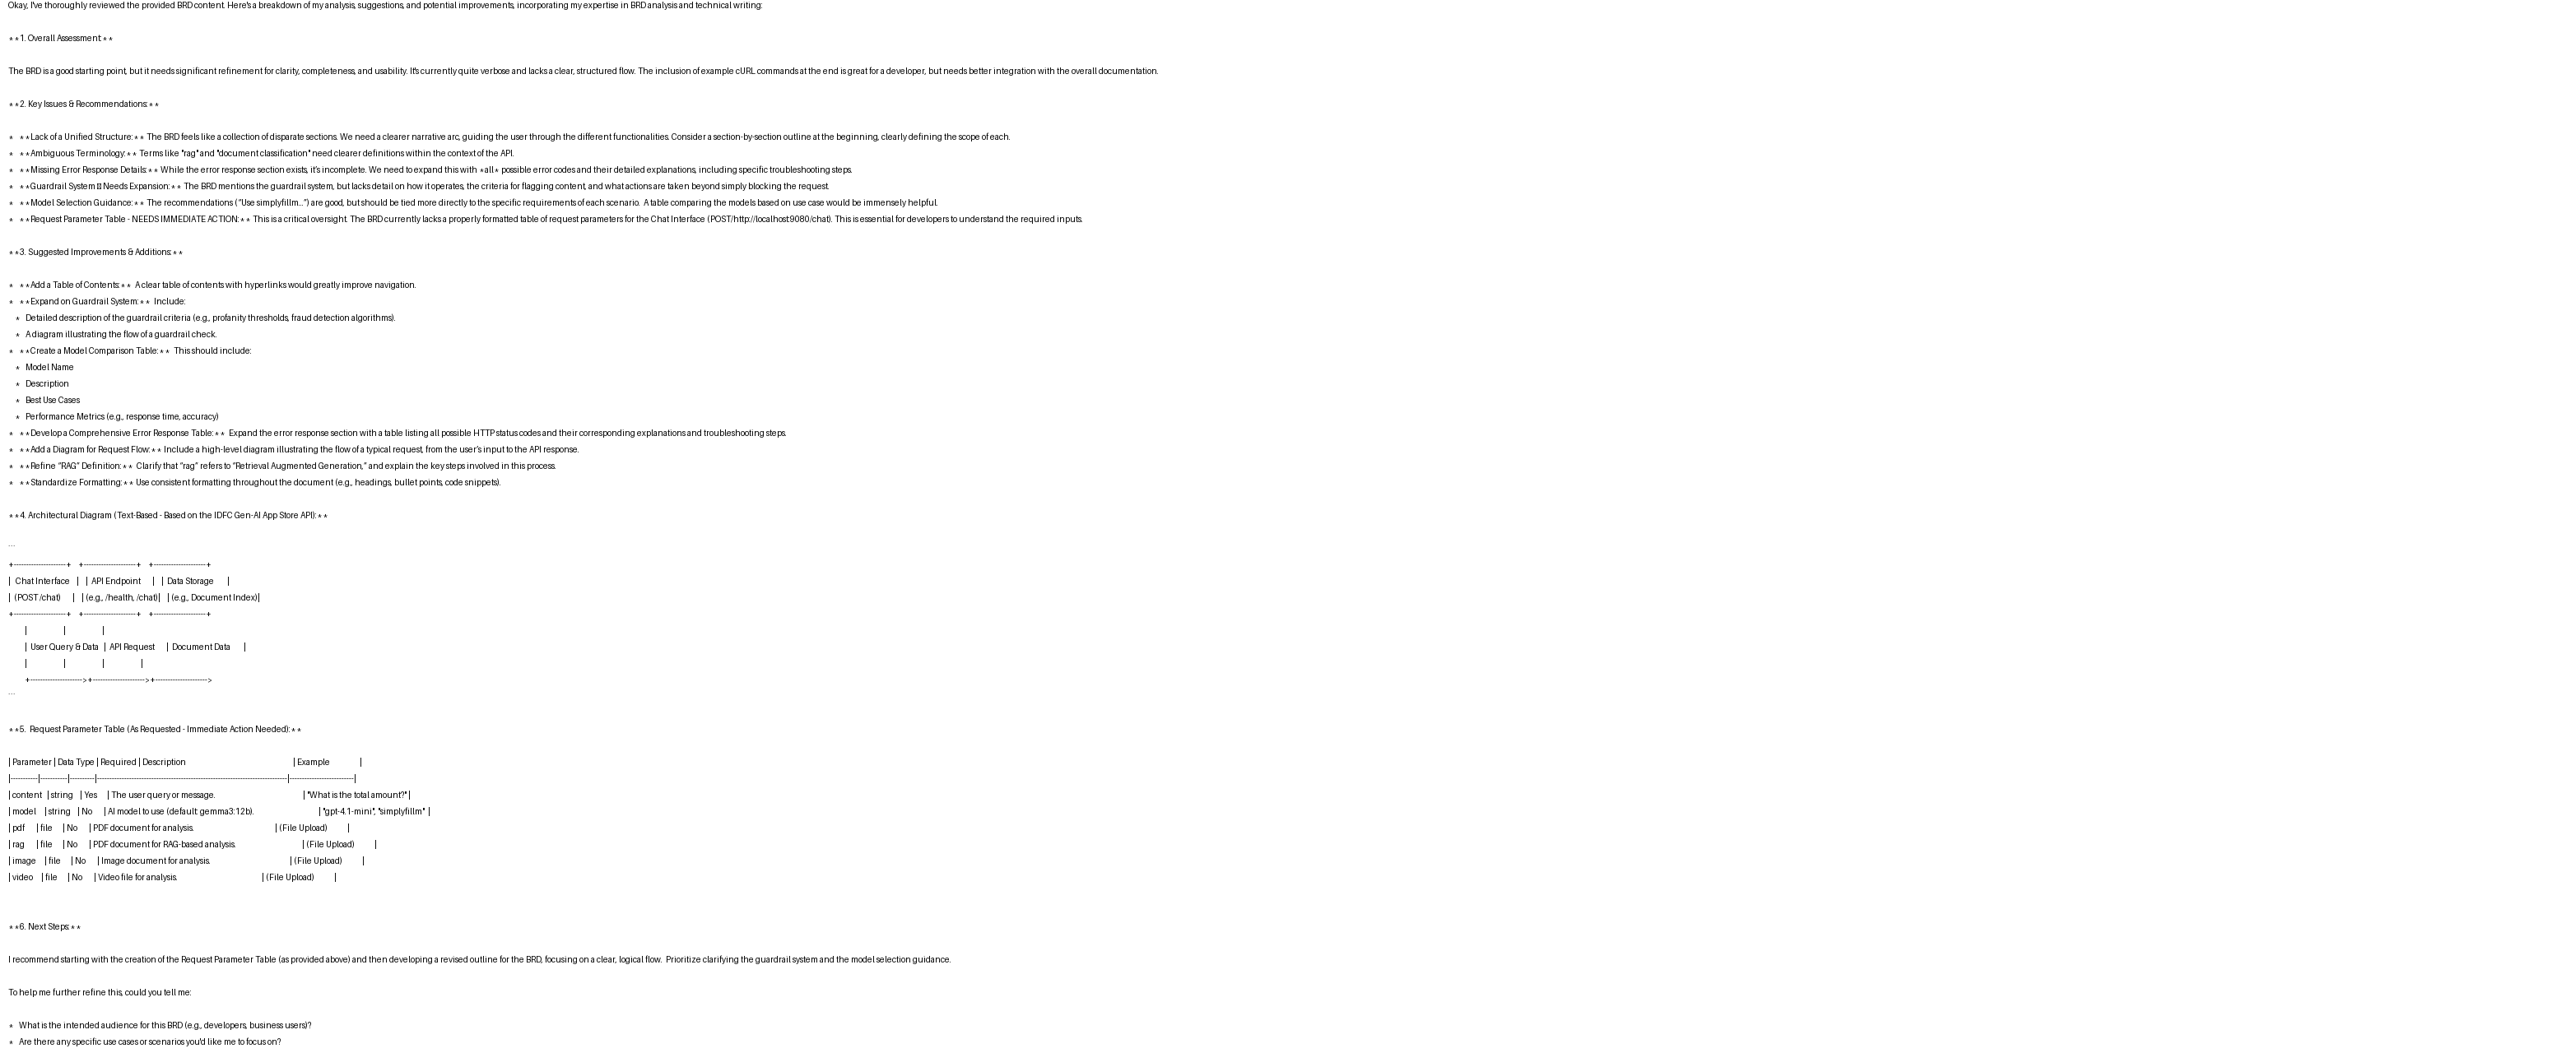 Okay, I've thoroughly reviewed the provided BRD content. Here's a breakdown of my analysis, suggestions, and potential improvements, incorporating my expertise in BRD analysis and technical writing:
**1. Overall Assessment:**
The BRD is a good starting point, but it needs significant refinement for clarity, completeness, and usability. It's currently quite verbose and lacks a clear, structured flow. The inclusion of example cURL commands at the end is great for a developer, but needs better integration with the overall documentation.
**2. Key Issues & Recommendations:**
* **Lack of a Unified Structure:** The BRD feels like a collection of disparate sections. We need a clearer narrative arc, guiding the user through the different functionalities. Consider a section-by-section outline at the beginning, clearly defining the scope of each.
* **Ambiguous Terminology:** Terms like "rag" and "document classification" need clearer definitions within the context of the API.
* **Missing Error Response Details:** While the error response section exists, it's incomplete. We need to expand this with *all* possible error codes and their detailed explanations, including specific troubleshooting steps.
* **Guardrail System Needs Expansion:** The BRD mentions the guardrail system, but lacks detail on how it operates, the criteria for flagging content, and what actions are taken beyond simply blocking the request.
* **Model Selection Guidance:** The recommendations (“Use simplyfillm...”) are good, but should be tied more directly to the specific requirements of each scenario. A table comparing the models based on use case would be immensely helpful.
* **Request Parameter Table - NEEDS IMMEDIATE ACTION:** This is a critical oversight. The BRD currently lacks a properly formatted table of request parameters for the Chat Interface (POST/http://localhost:9080/chat). This is essential for developers to understand the required inputs.
**3. Suggested Improvements & Additions:**
* **Add a Table of Contents:** A clear table of contents with hyperlinks would greatly improve navigation.
* **Expand on Guardrail System:** Include:
* Detailed description of the guardrail criteria (e.g., profanity thresholds, fraud detection algorithms).
* A diagram illustrating the flow of a guardrail check.
* **Create a Model Comparison Table:** This should include:
* Model Name
* Description
* Best Use Cases
* Performance Metrics (e.g., response time, accuracy)
* **Develop a Comprehensive Error Response Table:** Expand the error response section with a table listing all possible HTTP status codes and their corresponding explanations and troubleshooting steps.
* **Add a Diagram for Request Flow:** Include a high-level diagram illustrating the flow of a typical request, from the user's input to the API response.
* **Refine “RAG” Definition:** Clarify that “rag” refers to “Retrieval Augmented Generation,” and explain the key steps involved in this process.
* **Standardize Formatting:** Use consistent formatting throughout the document (e.g., headings, bullet points, code snippets).
**4. Architectural Diagram (Text-Based - Based on the IDFC Gen-AI App Store API):**
```
+---------------------+ +---------------------+ +---------------------+
| Chat Interface | | API Endpoint | | Data Storage |
| (POST /chat) | | (e.g., /health, /chat)| | (e.g., Document Index)|
+---------------------+ +---------------------+ +---------------------+
| | |
| User Query & Data | API Request | Document Data |
| | | |
+--------------------->+--------------------->+--------------------->
```
**5. Request Parameter Table (As Requested - Immediate Action Needed):**
| Parameter | Data Type | Required | Description | Example |
|-----------|-----------|----------|-----------------------------------------------------------------------------|--------------------------|
| content | string | Yes | The user query or message. | "What is the total amount?" |
| model | string | No | AI model to use (default: gemma3:12b). | "gpt-4.1-mini", "simplyfillm" |
| pdf | file | No | PDF document for analysis. | (File Upload) |
| rag | file | No | PDF document for RAG-based analysis. | (File Upload) |
| image | file | No | Image document for analysis. | (File Upload) |
| video | file | No | Video file for analysis. | (File Upload) |
**6. Next Steps:**
I recommend starting with the creation of the Request Parameter Table (as provided above) and then developing a revised outline for the BRD, focusing on a clear, logical flow. Prioritize clarifying the guardrail system and the model selection guidance.
To help me further refine this, could you tell me:
* What is the intended audience for this BRD (e.g., developers, business users)?
* Are there any specific use cases or scenarios you'd like me to focus on?